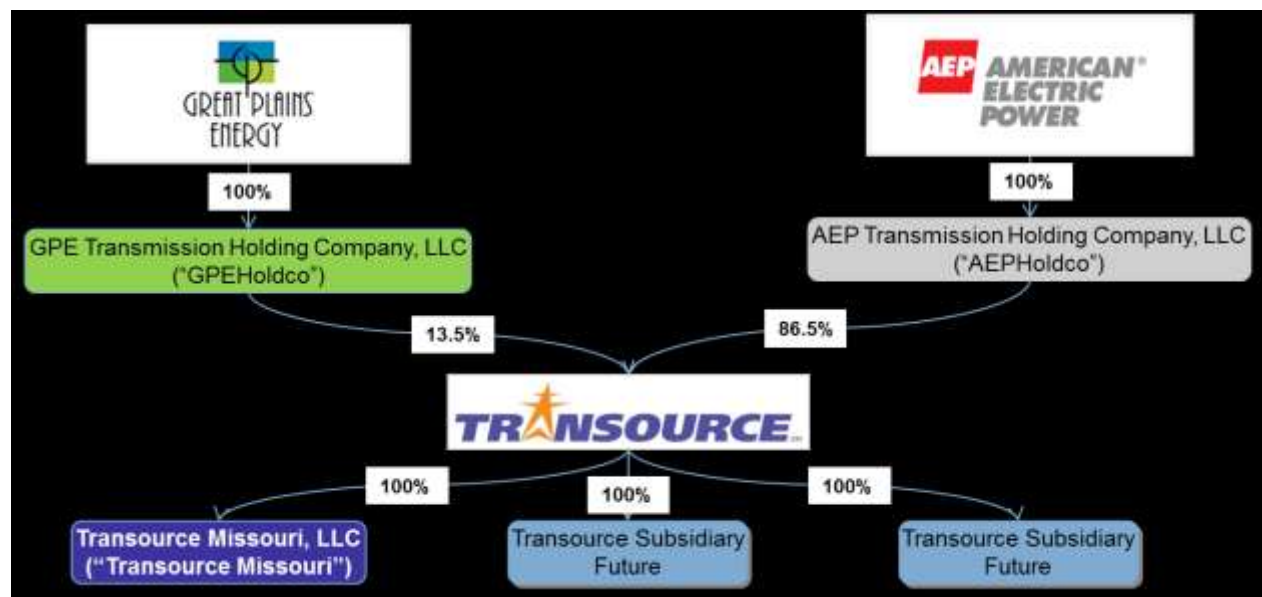 GREAT PLAINS
ENERGY
AEP AMERICAN
ELECTRIC
POWER
100%
100%
GPE Transmission Holding Company, LLC
("GPEHoldco")
AEP Transmission Holding Company, LLC
("AEPHoldco")
13.5%
86.5%
TRANSOURCE
100%
100%
100%
Transource Missouri, LLC
(“Transource Missouri”)
Transource Subsidiary
Future
Transource Subsidiary
Future